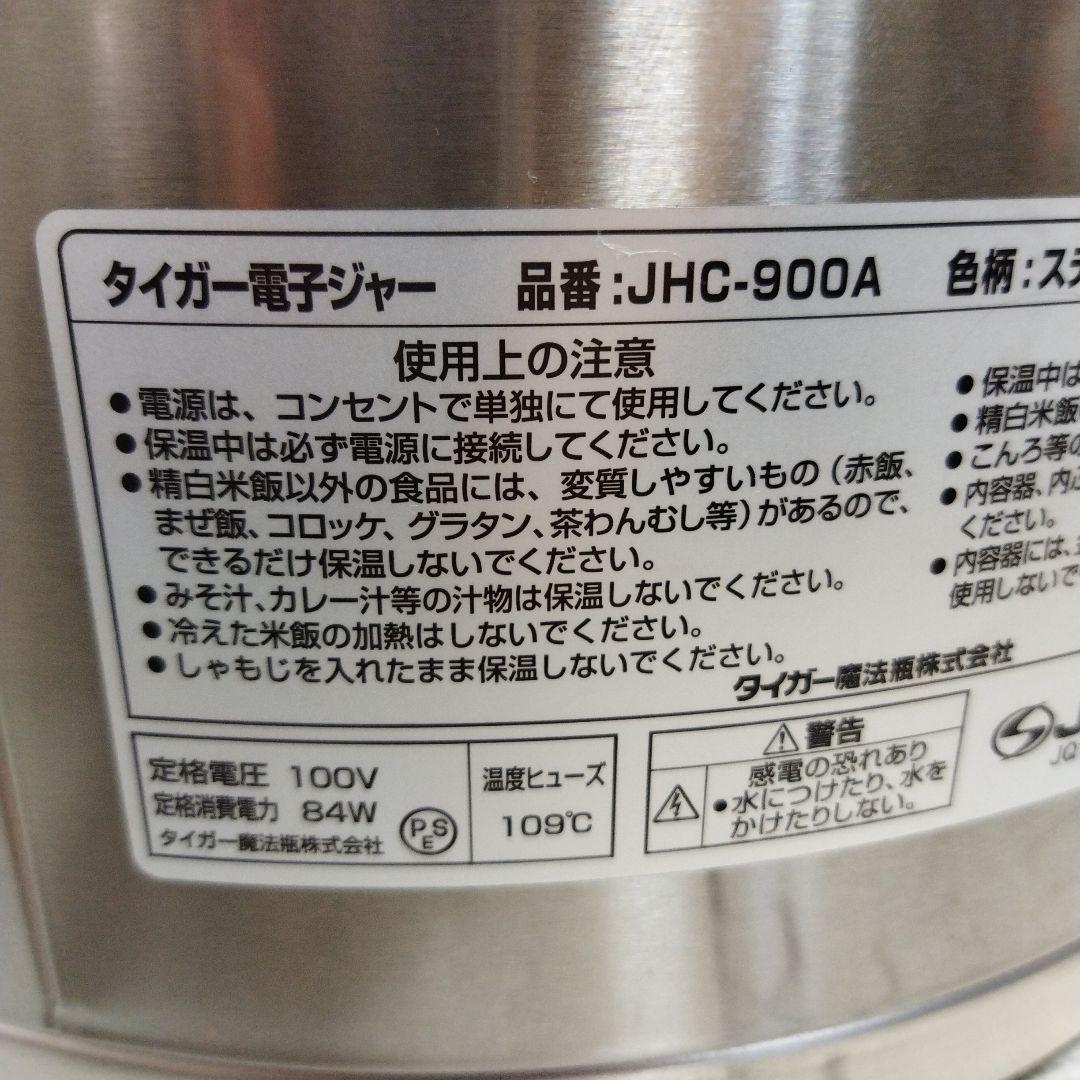 タイガー電子ジャー 品番:JHC-900A 色柄:ステ
使用上の注意
●電源は、コンセントで単独にて使用してください。
●保温中は必ず電源に接続してください。
●精白米飯以外の食品には、変質しやすいもの(赤飯、
まぜ飯、コロッケ、グラタン、茶わんむし等)があるので、
できるだけ保温しないでください。
●みそ汁、カレー汁等の汁物は保温しないでください。
●冷えた米飯の加熱はしないでください。
●しゃもじを入れたまま保温しないでください。
●保温中は
●精白米飯
●こんろ等の
●内容器、内ぶ
ください。
●内容器には、
使用しないで
タイガー魔法瓶株式会社
定格電圧 100V
定格消費電力 84W
タイガー魔法瓶株式会社
PSE
温度ヒューズ
109℃
警告
感電の恐れあり
●水につけたり、水を
かけたりしない。
JQ